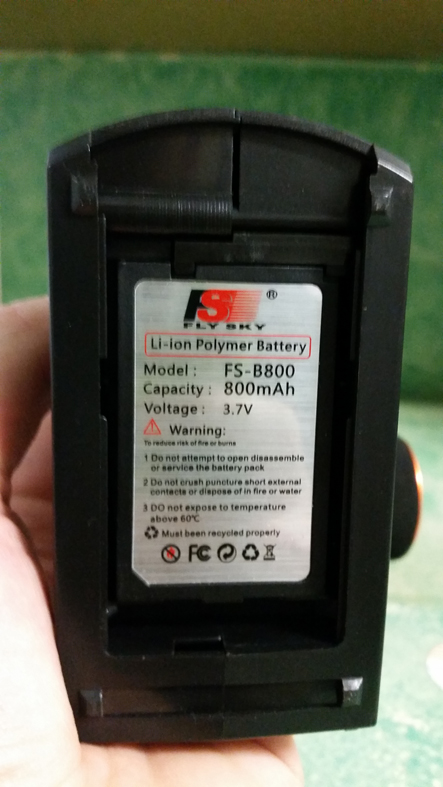 FS ®
FLY SKY
Li-ion Polymer Battery
Model : FS-B800
Capacity : 800mAh
Voltage : 3.7V
Warning:
To reduce risk of fire or burns
1 Do not attempt to open disassemble
or service the battery pack
2 Do not crush puncture short external
contacts or dispose of in fire or water
3 DO not expose to temperature
above 60℃
Must been recycled properly
FC